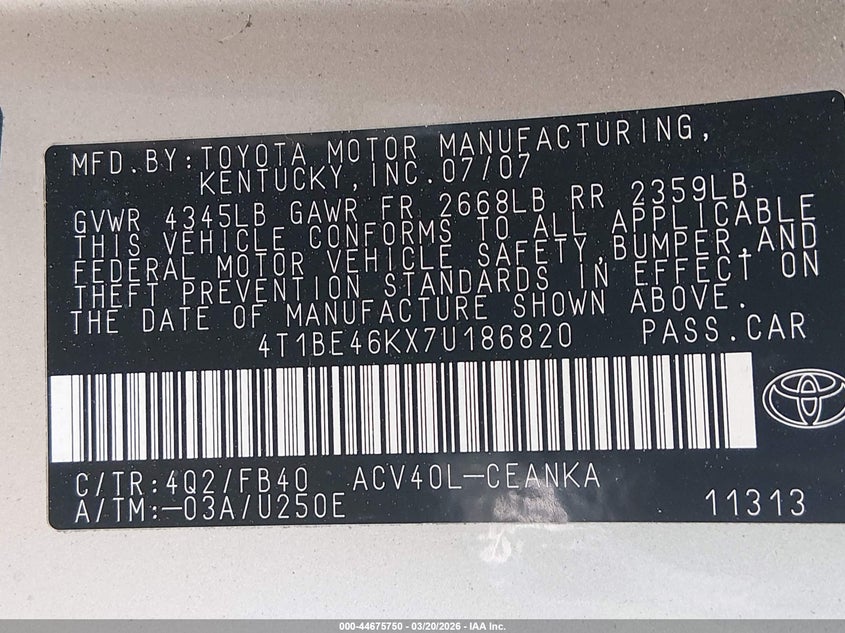 MFD.BY:TOYOTA MOTOR MANUFACTURING,
KENTUCKY,INC.07/07
GVWR 4345LB GAWR FR 2668LB RR 2359LB
THIS VEHICLE CONFORMS TO ALL APPLICABLE
FEDERAL MOTOR VEHICLE SAFETY,BUMPER,AND
THEFT PREVENTION STANDARDS IN EFFECT ON
THE DATE OF MANUFACTURE SHOWN ABOVE.
4T1BE46KX7U186820 PASS.CAR
C/TR:4Q2/FB40 ACV40L-CEANKA
A/TM:-03A/U250E 11313
000-44675750 - 03/20/2026 - IAA Inc.